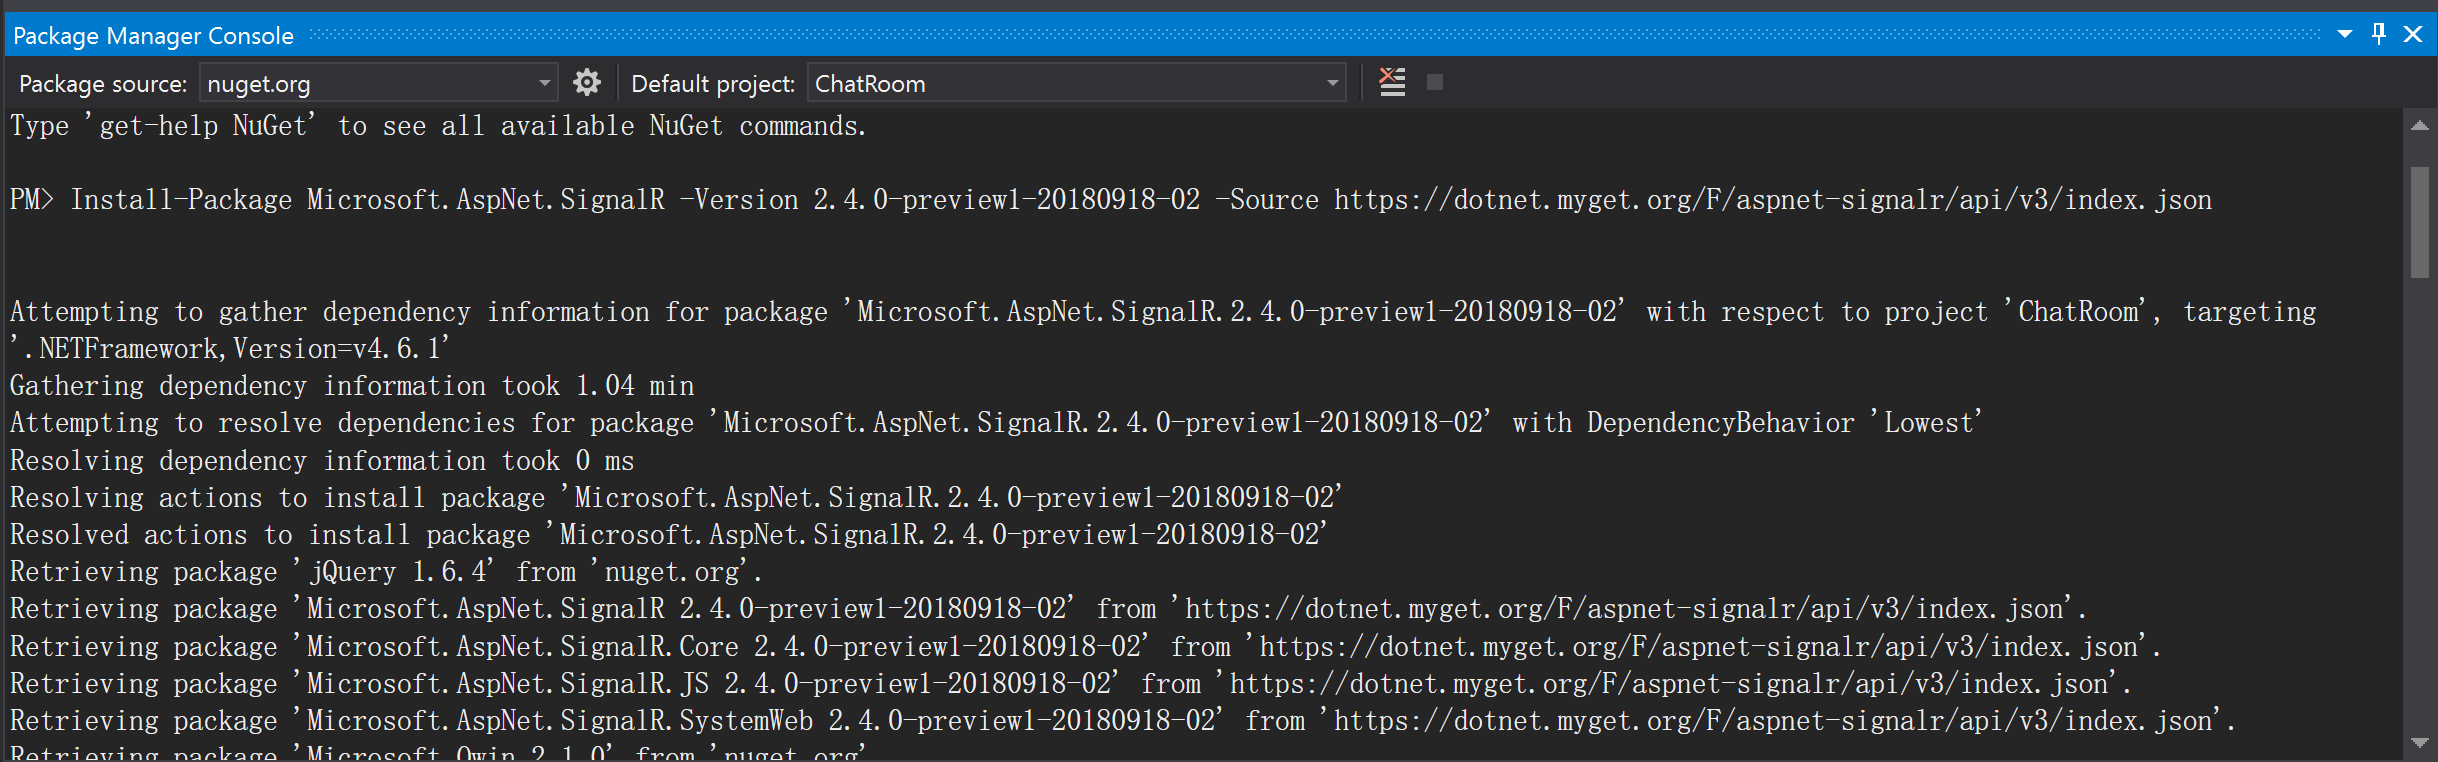 Package Manager Console
Package source: nuget.org Default project: ChatRoom
Type 'get-help NuGet' to see all available NuGet commands.
PM> Install-Package Microsoft.AspNet.SignalR -Version 2.4.0-preview1-20180918-02 -Source https://dotnet.myget.org/F/aspnet-signalr/api/v3/index.json
Attempting to gather dependency information for package 'Microsoft.AspNet.SignalR.2.4.0-preview1-20180918-02' with respect to project 'ChatRoom', targeting
'.NETFramework,Version=v4.6.1'
Gathering dependency information took 1.04 min
Attempting to resolve dependencies for package 'Microsoft.AspNet.SignalR.2.4.0-preview1-20180918-02' with DependencyBehavior 'Lowest'
Resolving dependency information took 0 ms
Resolving actions to install package 'Microsoft.AspNet.SignalR.2.4.0-preview1-20180918-02'
Resolved actions to install package 'Microsoft.AspNet.SignalR.2.4.0-preview1-20180918-02'
Retrieving package 'jQuery 1.6.4' from 'nuget.org'.
Retrieving package 'Microsoft.AspNet.SignalR 2.4.0-preview1-20180918-02' from 'https://dotnet.myget.org/F/aspnet-signalr/api/v3/index.json'.
Retrieving package 'Microsoft.AspNet.SignalR.Core 2.4.0-preview1-20180918-02' from 'https://dotnet.myget.org/F/aspnet-signalr/api/v3/index.json'.
Retrieving package 'Microsoft.AspNet.SignalR.JS 2.4.0-preview1-20180918-02' from 'https://dotnet.myget.org/F/aspnet-signalr/api/v3/index.json'.
Retrieving package 'Microsoft.AspNet.SignalR.SystemWeb 2.4.0-preview1-20180918-02' from 'https://dotnet.myget.org/F/aspnet-signalr/api/v3/index.json'.
Retrieving package 'Microsoft.Owin 2.1.0' from 'nuget.org'